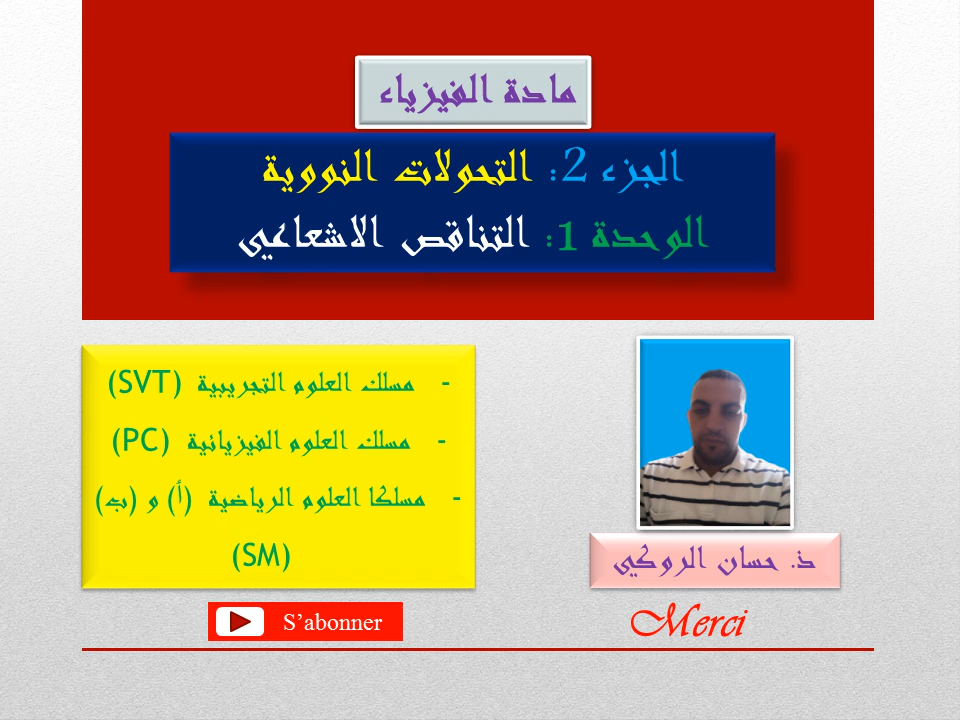 مادة الفيزياء
الجزء 2: التحولات النووية
الوحدة 1: التناقص الاشعاعي
- مسلك العلوم التجريبية (SVT)
- مسلك العلوم الفيزيائية (PC)
- مسلكا العلوم الرياضية (أ) و (ب)
(SM)
ذ. حسان الروكي
S’abonner
Merci